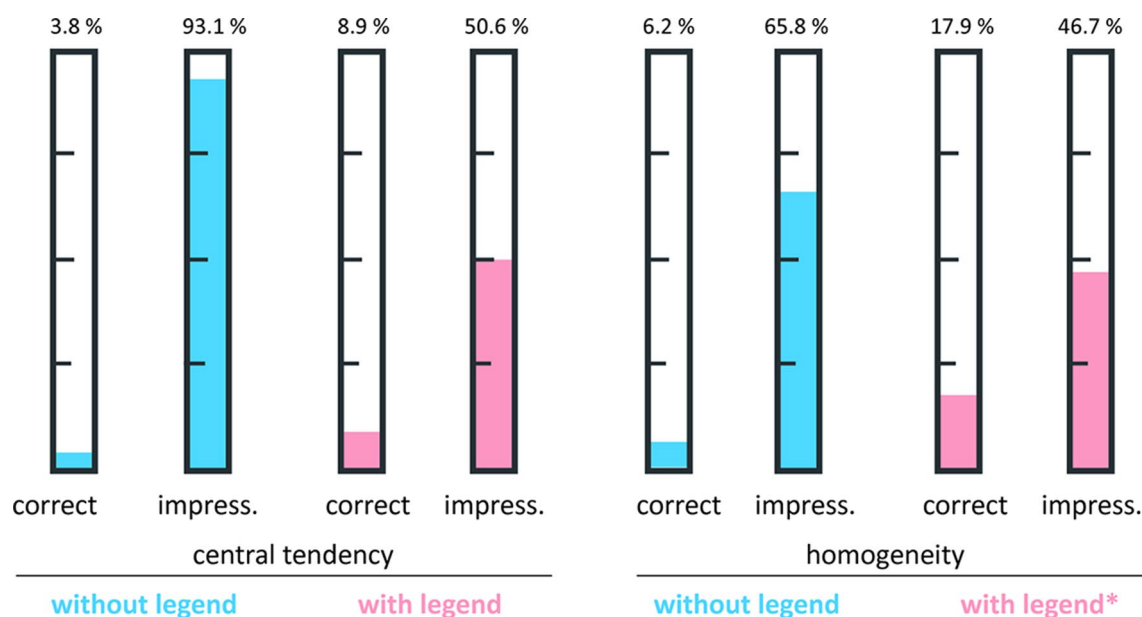 3.8 % 93.1 % 8.9 % 50.6 % 6.2 % 65.8 % 17.9 % 46.7 %
correct impress. correct impress. correct impress. correct impress.
central tendency homogeneity
without legend with legend without legend with legend*